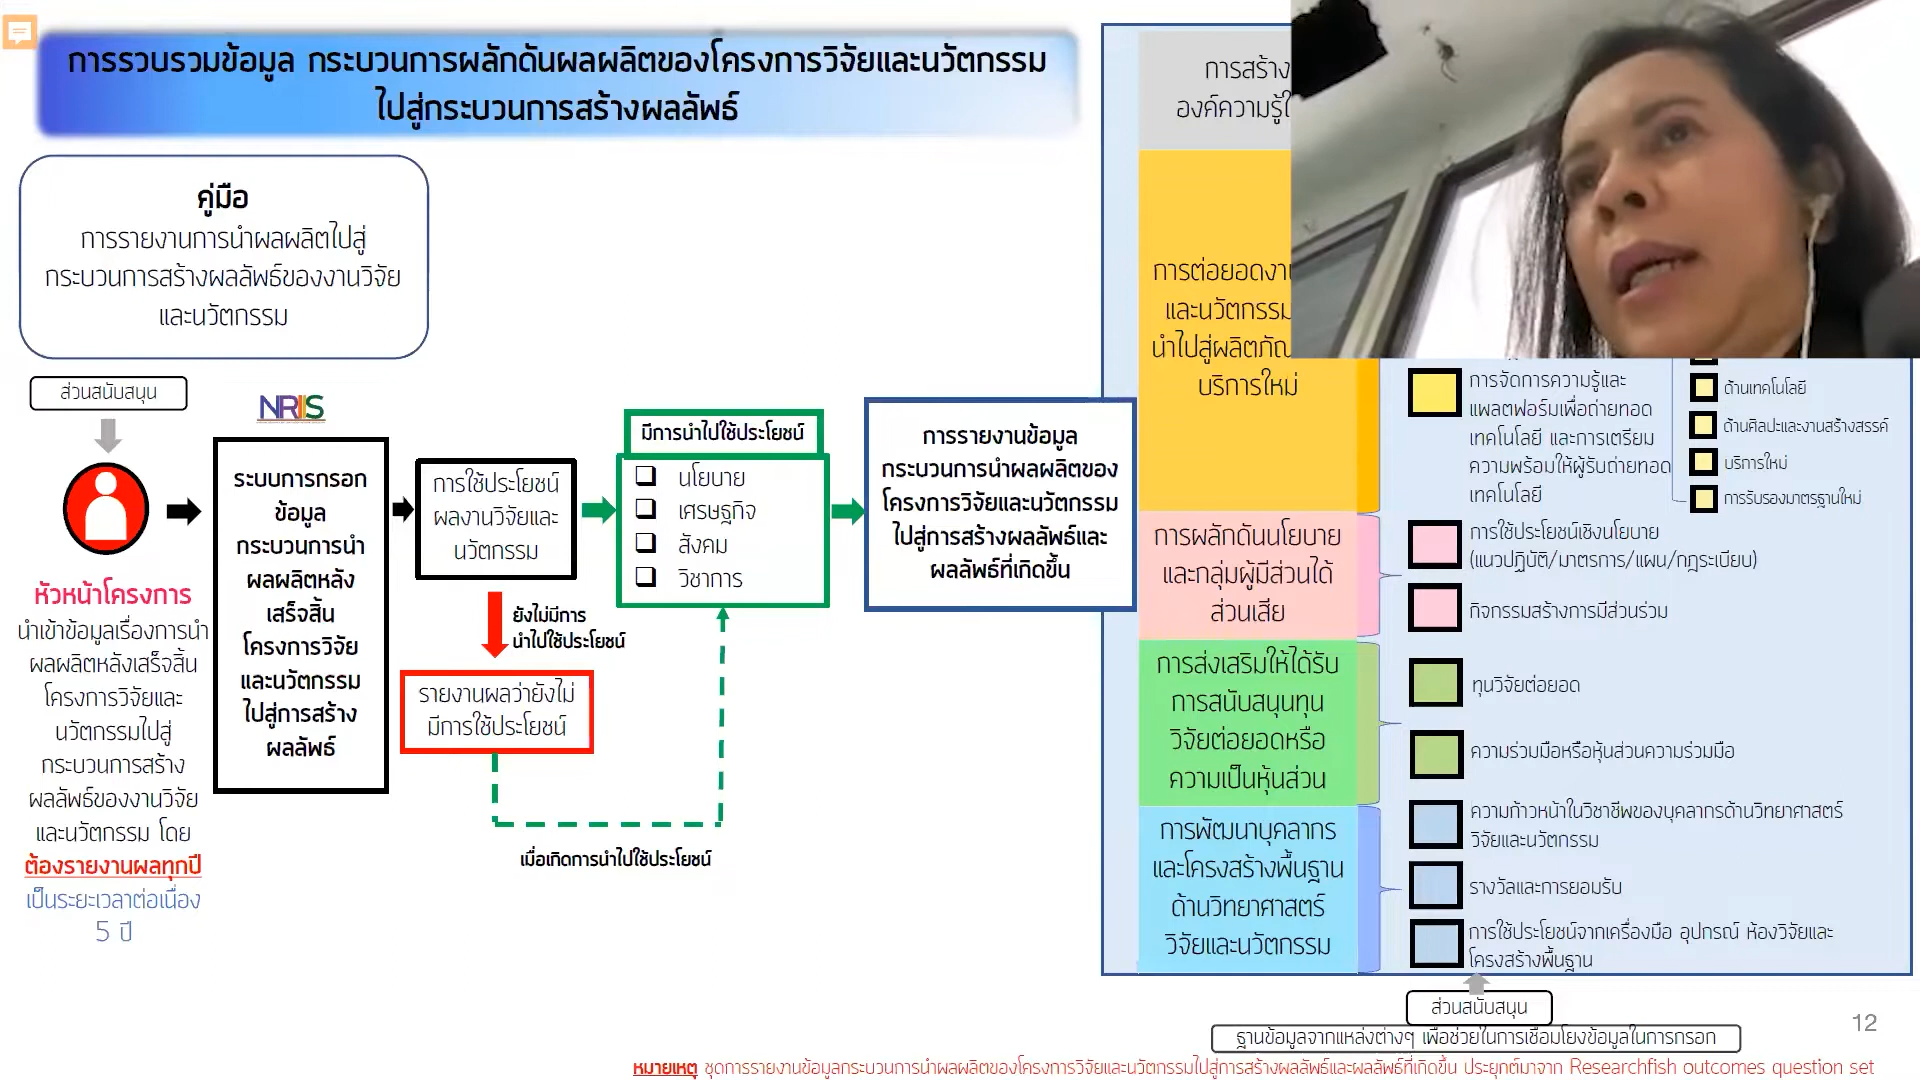 การรวบรวมข้อมูล กระบวนการผลักดันผลผลิตของโครงการวิจัยและนวัตกรรม
ไปสู่กระบวนการสร้างผลลัพธ์
คู่มือ
การรายงานการนำผลผลิตไปสู่
กระบวนการสร้างผลลัพธ์ของงานวิจัย
และนวัตกรรม
ส่วนสนับสนุน
หัวหน้าโครงการ
นำเข้าข้อมูลเรื่องการนำ
ผลผลิตหลังเสร็จสิ้น
โครงการวิจัยและ
นวัตกรรมไปสู่
กระบวนการสร้าง
ผลลัพธ์ของงานวิจัย
และนวัตกรรม โดย
ต้องรายงานผลทุกปี
เป็นระยะเวลาต่อเนื่อง
5 ปี
NRIIS
ระบบการกรอก
ข้อมูล
กระบวนการนำ
ผลผลิตหลัง
เสร็จสิ้น
โครงการวิจัย
และนวัตกรรม
ไปสู่การสร้าง
ผลลัพธ์
การใช้ประโยชน์
ผลงานวิจัยและ
นวัตกรรม
ยังไม่มีการ
นำไปใช้ประโยชน์
รายงานผลว่ายังไม่
มีการใช้ประโยชน์
เมื่อเกิดการนำไปใช้ประโยชน์
มีการนำไปใช้ประโยชน์
นโยบาย
เศรษฐกิจ
สังคม
วิชาการ
การรายงานข้อมูล
กระบวนการนำผลผลิตของ
โครงการวิจัยและนวัตกรรม
ไปสู่การสร้างผลลัพธ์และ
ผลลัพธ์ที่เกิดขึ้น
การสร้าง
องค์ความรู้
การต่อยอด
และนวัตกรรม
นำไปสู่
บริการใหม่
การจัดการความรู้และ
แพลตฟอร์มเพื่อถ่ายทอด
เทคโนโลยี และการเตรียม
ความพร้อมให้ผู้รับถ่ายทอด
เทคโนโลยี
ด้านเทคโนโลยี
ด้านศิลปะและงานสร้างสรรค์
บริการใหม่
การรับรองมาตรฐานใหม่
การผลักดันนโยบาย
และกลุ่มผู้มีส่วนได้
ส่วนเสีย
การใช้ประโยชน์เชิงนโยบาย
(แนวปฏิบัติ/มาตรการ/แผน/กฎระเบียบ)
กิจกรรมสร้างการมีส่วนร่วม
การส่งเสริมให้ได้รับ
การสนับสนุนทุน
วิจัยต่อยอดหรือ
ความเป็นหุ้นส่วน
ทุนวิจัยต่อยอด
ความร่วมมือหรือหุ้นส่วนความร่วมมือ
การพัฒนาบุคลากร
และโครงสร้างพื้นฐาน
ด้านวิทยาศาสตร์
วิจัยและนวัตกรรม
ความก้าวหน้าในวิชาชีพของบุคลากรด้านวิทยาศาสตร์
วิจัยและนวัตกรรม
รางวัลและการยอมรับ
การใช้ประโยชน์จากเครื่องมือ อุปกรณ์ ห้องวิจัยและ
โครงสร้างพื้นฐาน
ส่วนสนับสนุน
ฐานข้อมูลจากแหล่งต่างๆ เพื่อช่วยในการเชื่อมโยงข้อมูลในการกรอก
12
หมายเหตุ ชุดการรายงานข้อมูลกระบวนการนำผลผลิตของโครงการวิจัยและนวัตกรรมไปสู่การสร้างผลลัพธ์และผลลัพธ์ที่เกิดขึ้น ประยุกต์มาจาก Researchfish outcomes question set